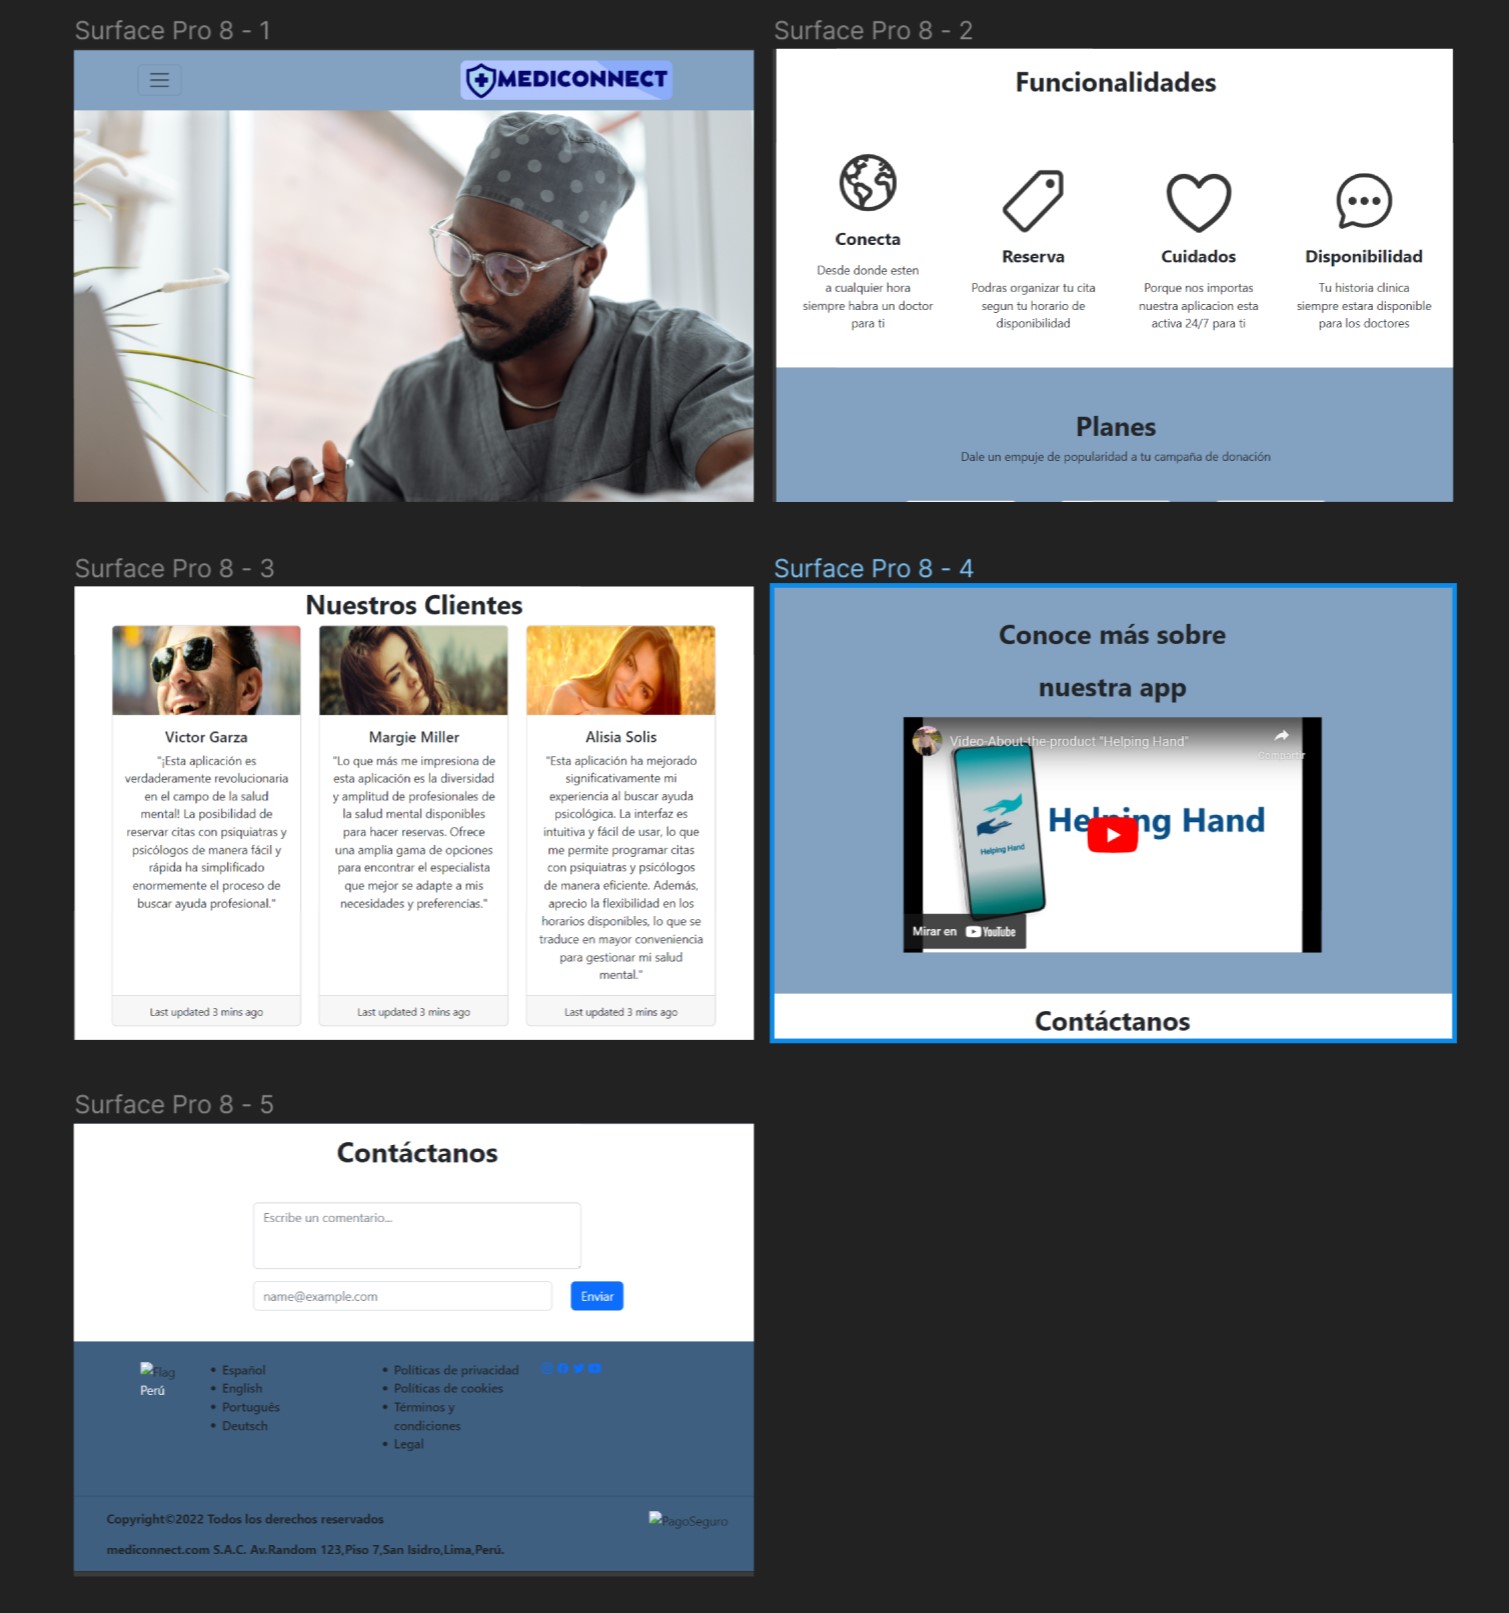 Surface Pro 8 - 1
MEDICONNECT
Surface Pro 8 - 2
Funcionalidades
Conecta
Desde donde esten
a cualquier hora
siempre habra un doctor
para ti
Reserva
Podras organizar tu cita
segun tu horario de
disponibilidad
Cuidados
Porque nos importas
nuestra aplicacion esta
activa 24/7 para ti
Disponibilidad
Tu historia clinica
siempre estara disponible
para los doctores
Planes
Dale un empuje de popularidad a tu campaña de donación
Surface Pro 8 - 3
Nuestros Clientes
Victor Garza
"¡Esta aplicación es
verdaderamente revolucionaria
en el campo de la salud
mental! La posibilidad de
reservar citas con psiquiatras y
psicólogos de manera fácil y
rápida ha simplificado
enormemente el proceso de
buscar ayuda profesional."
Last updated 3 mins ago
Margie Miller
"Lo que más me impresiona de
esta aplicación es la diversidad
y amplitud de profesionales de
la salud mental disponibles
para hacer reservas. Ofrece
una amplia gama de opciones
para encontrar el especialista
que mejor se adapte a mis
necesidades y preferencias."
Last updated 3 mins ago
Alisia Solis
"Esta aplicación ha mejorado
significativamente mi
experiencia al buscar ayuda
psicológica. La interfaz es
intuitiva y fácil de usar, lo que
me permite programar citas
con psiquiatras y psicólogos
de manera eficiente. Además,
aprecio la flexibilidad en los
horarios disponibles, lo que se
traduce en mayor conveniencia
para gestionar mi salud
mental."
Last updated 3 mins ago
Surface Pro 8 - 4
Conoce más sobre
nuestra app
Video-About-the-product "Helping Hand"
Compartir
Helping Hand
Helping Hand
Mirar en YouTube
Contáctanos
Surface Pro 8 - 5
Contáctanos
Escribe un comentario...
name@example.com
Enviar
Flag
Perú
Español
English
Português
Deutsch
Políticas de privacidad
Políticas de cookies
Términos y
condiciones
Legal
Copyright©2022 Todos los derechos reservados
PagoSeguro
mediconnect.com S.A.C. Av.Random 123,Piso 7,San Isidro,Lima,Perú.